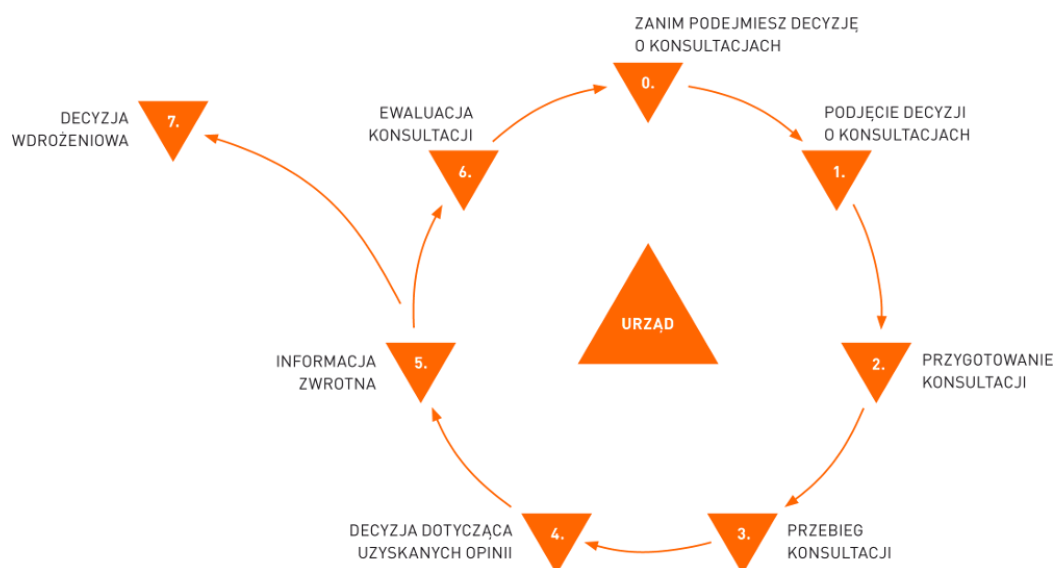 ZANIM PODEJMIESZ DECYZJĘ
O KONSULTACJACH
0.
PODJĘCIE DECYZJI
O KONSULTACJACH
1.
PRZYGOTOWANIE
KONSULTACJI
2.
PRZEBIEG
KONSULTACJI
3.
DECYZJA DOTYCZĄCA
UZYSKANYCH OPINII
4.
INFORMACJA
ZWROTNA
5.
EWALUACJA
KONSULTACJI
6.
DECYZJA
WDROŻENIOWA
7.
URZĄD